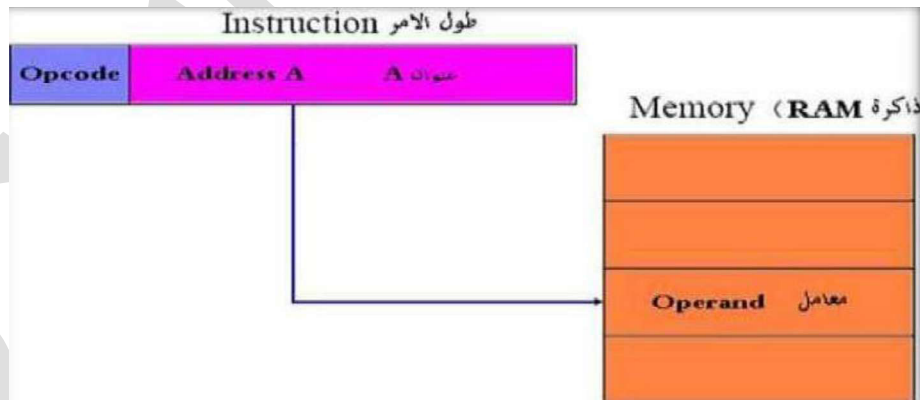 Instruction طول الامر
Opcode Address A عنوان A
Memory (RAM ذاكرة
Operand معامل